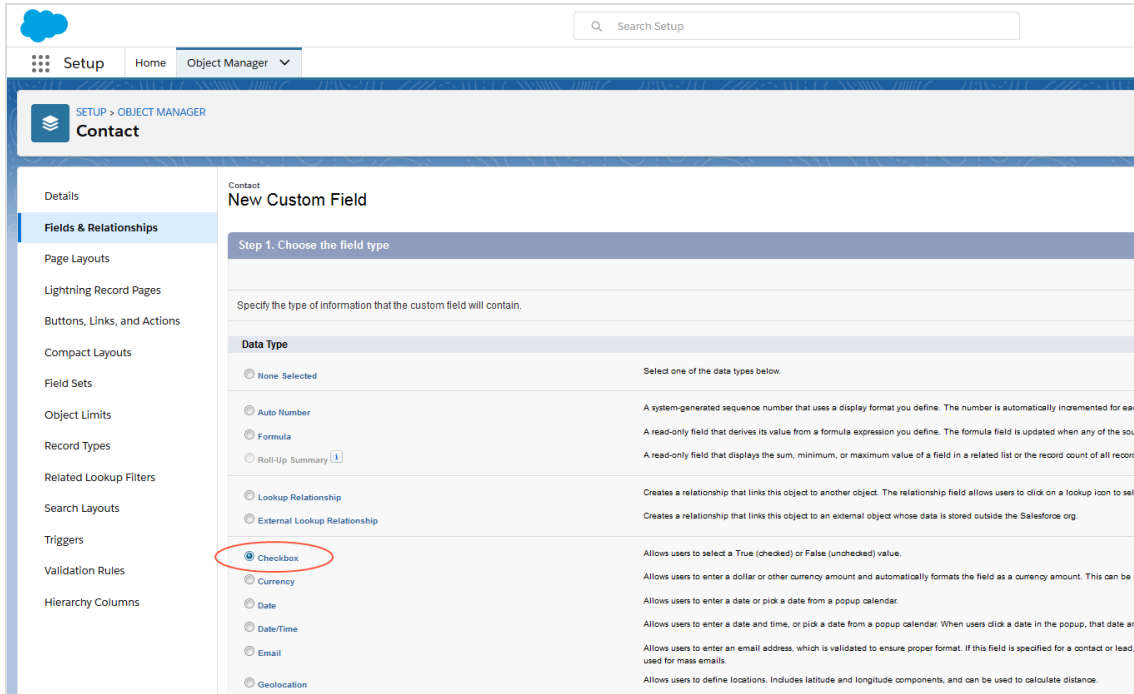 Search Setup
Setup Home Object Manager
SETUP > OBJECT MANAGER
Contact
Details
Fields & Relationships
Page Layouts
Lightning Record Pages
Buttons, Links, and Actions
Compact Layouts
Field Sets
Object Limits
Record Types
Related Lookup Filters
Search Layouts
Triggers
Validation Rules
Hierarchy Columns
Contact
New Custom Field
Step 1. Choose the field type
Specify the type of information that the custom field will contain.
Data Type
None Selected Select one of the data types below.
Auto Number A system-generated sequence number that uses a display format you define. The number is automatically incremented for
Formula A read-only field that derives its value from a formula expression you define. The formula field is updated when any of the
Roll-Up Summary i A read-only field that displays the sum, minimum, or maximum value of a field in a related list or the record count of all
Lookup Relationship Creates a relationship that links this object to another object. The relationship field allows users to click on a lookup icon to
External Lookup Relationship Creates a relationship that links this object to an external object whose data is stored outside the Salesforce org.
Checkbox Allows users to select a True (checked) or False (unchecked) value.
Currency Allows users to enter a dollar or other currency amount and automatically formats the field as a currency amount. This can be
Date Allows users to enter a date or pick a date from a popup calendar.
Date/Time Allows users to enter a date and time, or pick a date from a popup calendar. When users click a date in the popup, that date
Email Allows users to enter an email address, which is validated to ensure proper format. If this field is specified for a contact or lead,
used for mass emails.
Geolocation Allows users to define locations. Includes latitude and longitude components, and can be used to calculate distance.